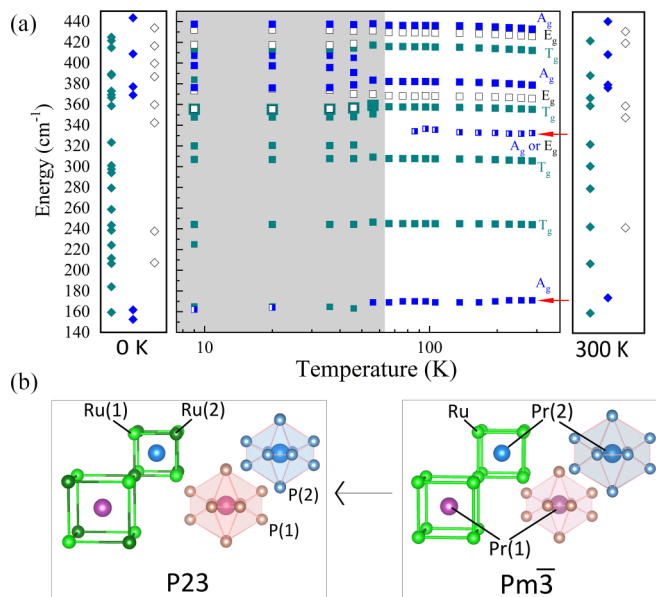 (a)
Energy (cm⁻¹)
440
420
400
380
360
340
320
300
280
260
240
220
200
180
160
140
0 K
A_g
E_g
T_g
A_g
E_g
T_g
A_g or E_g
T_g
T_g
A_g
10
100
Temperature (K)
300 K
(b)
Ru(1) Ru(2)
P(2)
P(1)
P23
Ru Pr(2)
Pr(1)
Pm3̅